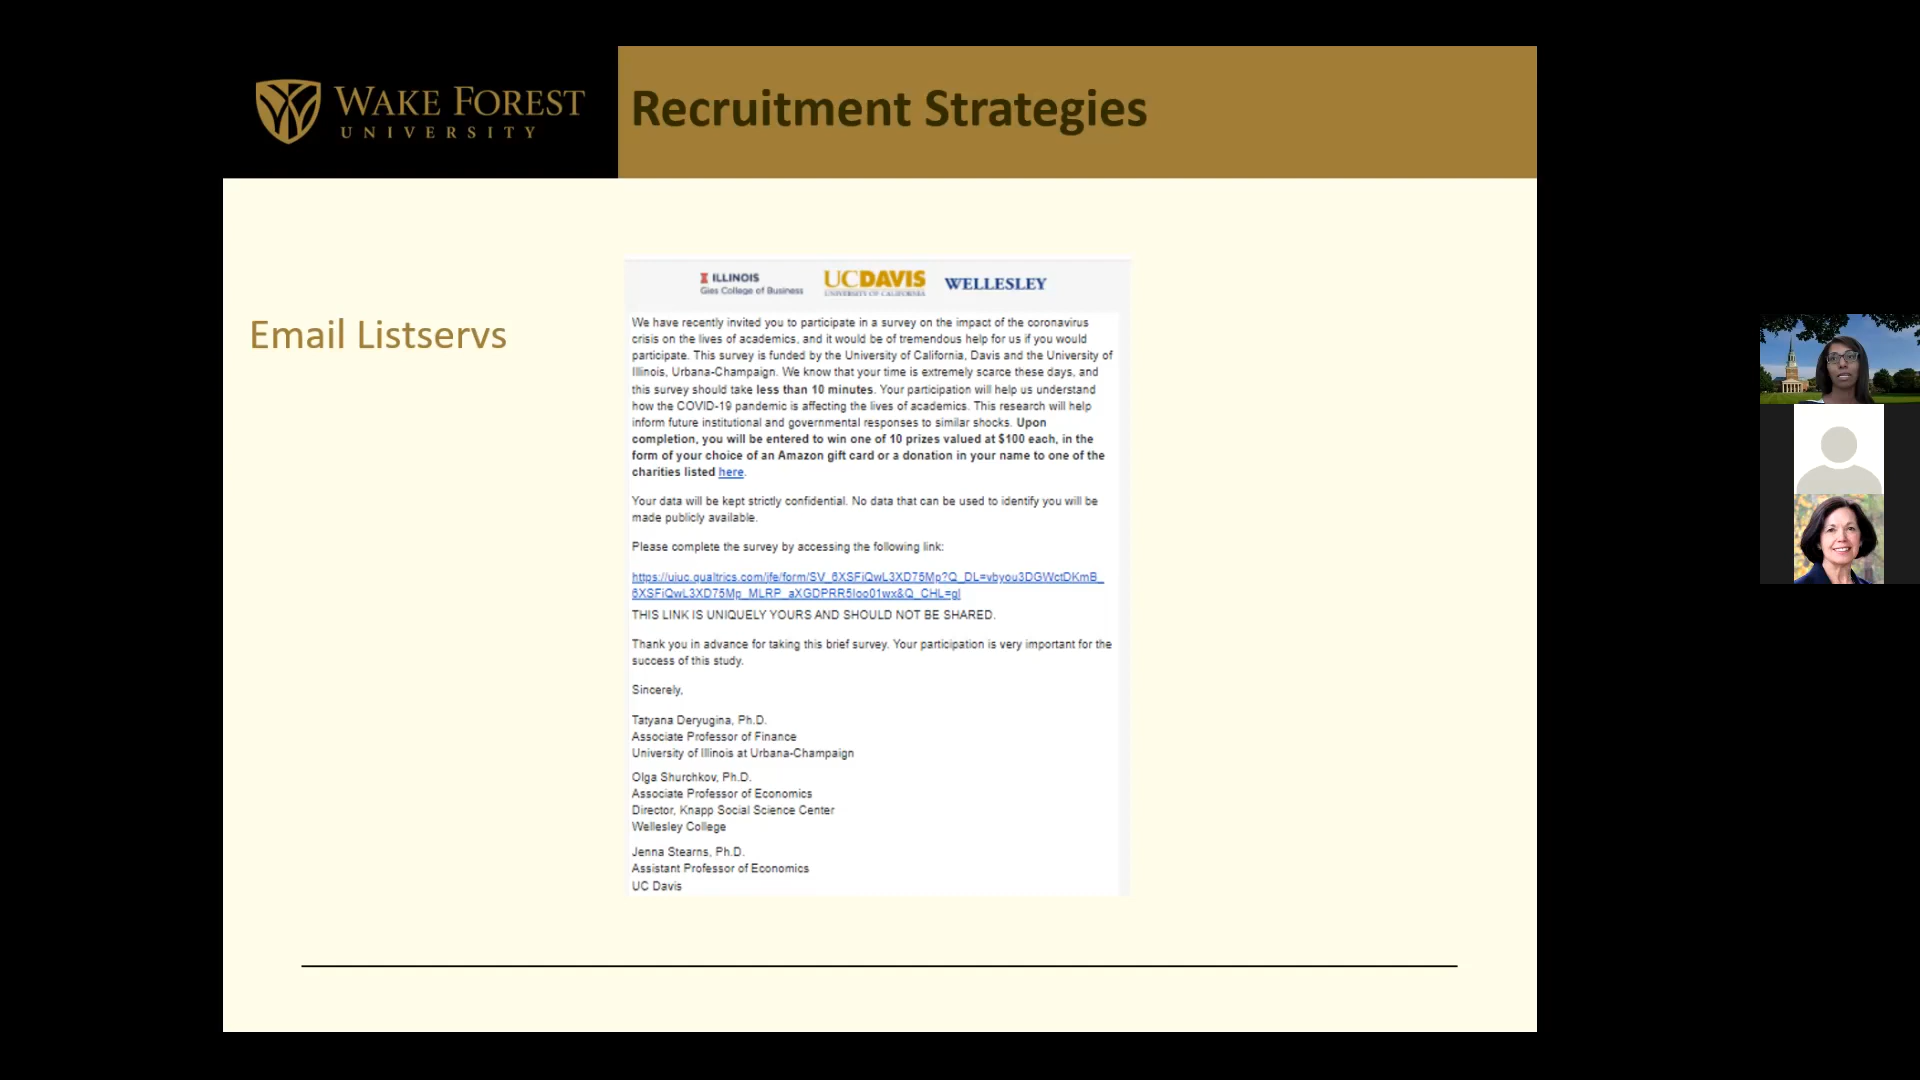 WAKE FOREST
UNIVERSITY
Recruitment Strategies
Email Listservs
ILLINOIS
Gies College of Business
UCDAVIS
UNIVERSITY OF CALIFORNIA
WELLESLEY
We have recently invited you to participate in a survey on the impact of the coronavirus
crisis on the lives of academics, and it would be of tremendous help for us if you would
participate. This survey is funded by the University of California, Davis and the University of
Illinois, Urbana-Champaign. We know that your time is extremely scarce these days, and
this survey should take less than 10 minutes. Your participation will help us understand
how the COVID-19 pandemic is affecting the lives of academics. This research will help
inform future institutional and governmental responses to similar shocks. Upon
completion, you will be entered to win one of 10 prizes valued at $100 each, in the
form of your choice of an Amazon gift card or a donation in your name to one of the
charities listed here.
Your data will be kept strictly confidential. No data that can be used to identify you will be
made publicly available.
Please complete the survey by accessing the following link:
https://uiuc.qualtrics.com/jfe/form/SV_6XSFiQwL3XD75Mp?Q_DL=vbyou3DGWctDKmB_
6XSFiQwL3XD75Mp_MLRP_aXGDPRR5Ioo01wx&Q_CHL=gl
THIS LINK IS UNIQUELY YOURS AND SHOULD NOT BE SHARED.
Thank you in advance for taking this brief survey. Your participation is very important for the
success of this study.
Sincerely,
Tatyana Deryugina, Ph.D.
Associate Professor of Finance
University of Illinois at Urbana-Champaign
Olga Shurchkov, Ph.D.
Associate Professor of Economics
Director, Knapp Social Science Center
Wellesley College
Jenna Stearns, Ph.D.
Assistant Professor of Economics
UC Davis